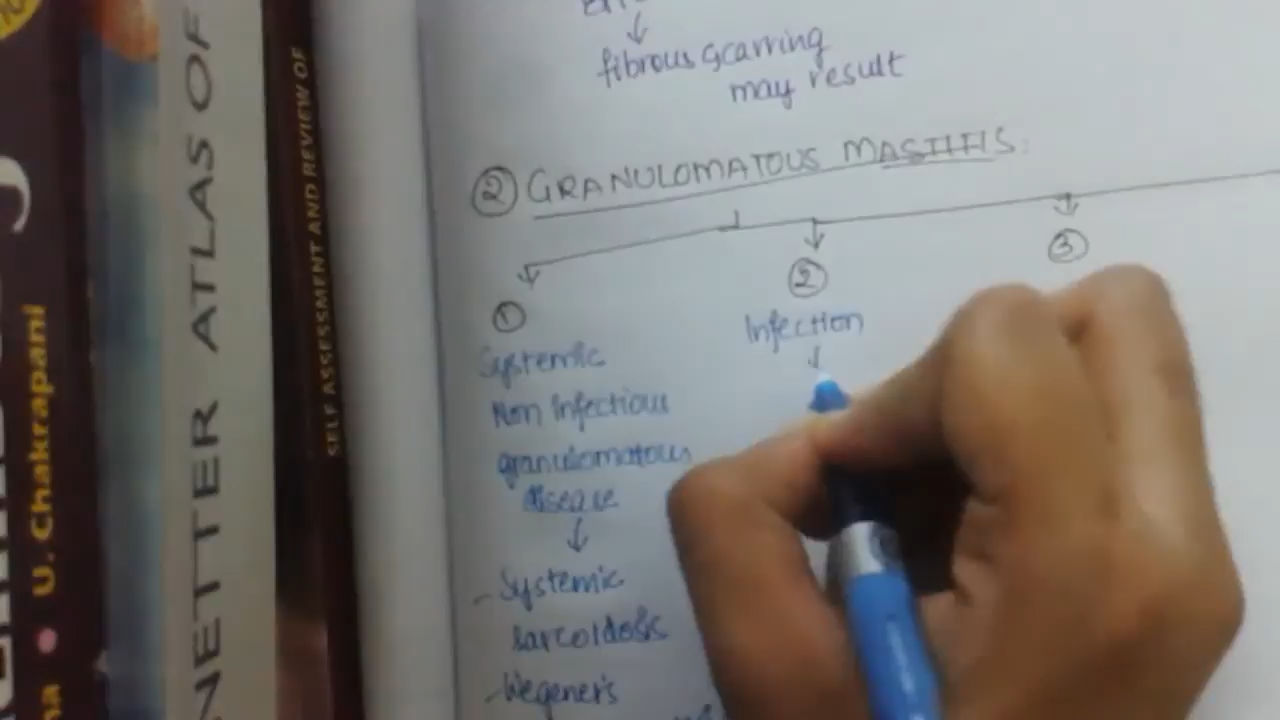 fibrous scarring
may result
② GRANULOMATOUS MASTITIS:
①
Systemic
Non Infectious
granulomatous
disease
- Systemic
sarcoidosis
- Wegener's
②
Infection
③
U. Chakrapani
NETTER ATLAS OF
SELF ASSESSMENT AND REVIEW OF